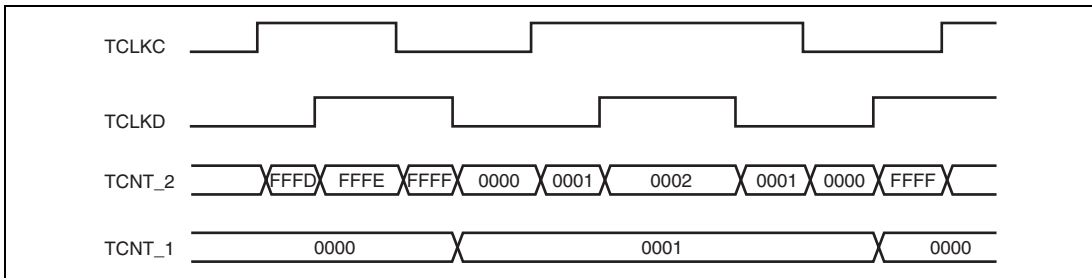 TCLKC
TCLKD
TCNT_2 FFFD FFFE FFFF 0000 0001 0002 0001 0000 FFFF
TCNT_1 0000 0001 0000